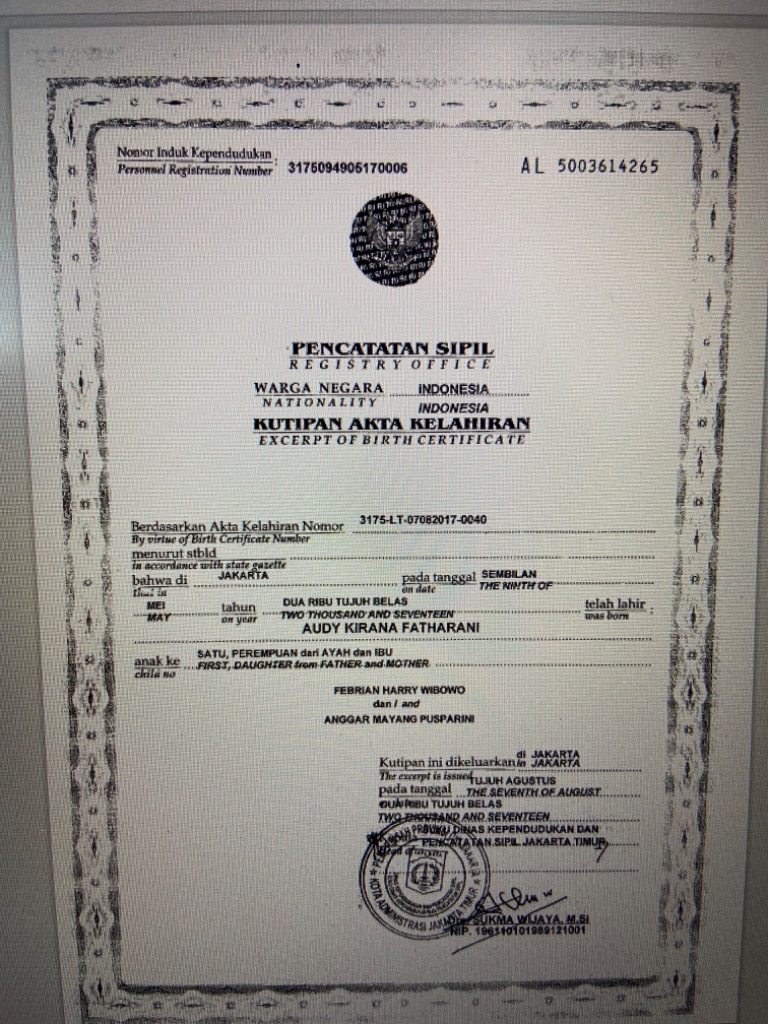 Nomor Induk Kependudukan : 3175094905170006
Personnel Registration Number
AL 5003614265
PENCATATAN SIPIL
REGISTRY OFFICE
WARGA NEGARA INDONESIA
NATIONALITY INDONESIA
KUTIPAN AKTA KELAHIRAN
EXCERPT OF BIRTH CERTIFICATE
Berdasarkan Akta Kelahiran Nomor 3175-LT-07082017-0040
By virtue of Birth Certificate Number
menurut stbld
in accordance with state gazette
bahwa di JAKARTA pada tanggal SEMBILAN
that in on date THE NINTH OF
MEI tahun DUA RIBU TUJUH BELAS telah lahir :
MAY on year TWO THOUSAND AND SEVENTEEN was born
AUDY KIRANA FATHARANI
anak ke SATU, PEREMPUAN dari AYAH dan IBU
child no FIRST, DAUGHTER from FATHER and MOTHER
FEBRIAN HARRY WIBOWO
dan / and
ANGGAR MAYANG PUSPARINI
Kutipan ini dikeluarkan di JAKARTA
The excerpt is issued in JAKARTA
pada tanggal TUJUH AGUSTUS
THE SEVENTH OF AUGUST
DUA RIBU TUJUH BELAS
TWO THOUSAND AND SEVENTEEN
SUKU DINAS KEPENDUDUKAN DAN
PENCATATAN SIPIL JAKARTA TIMUR
KOTA ADMINISTRASI JAKARTA TIMUR
SUKMA WIJAYA, M.Si